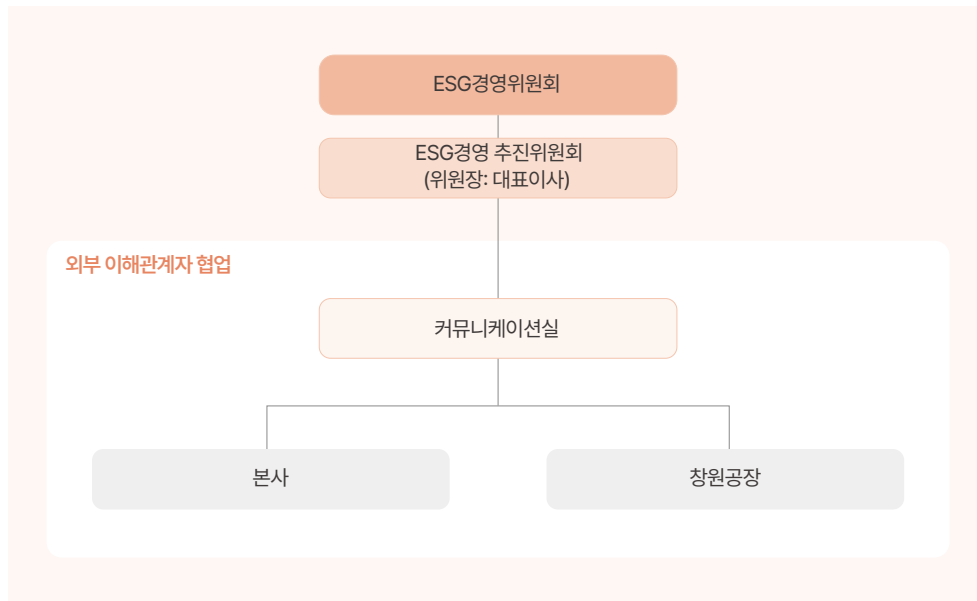 ESG경영위원회
ESG경영 추진위원회
(위원장: 대표이사)
외부 이해관계자 협업
커뮤니케이션실
본사
창원공장